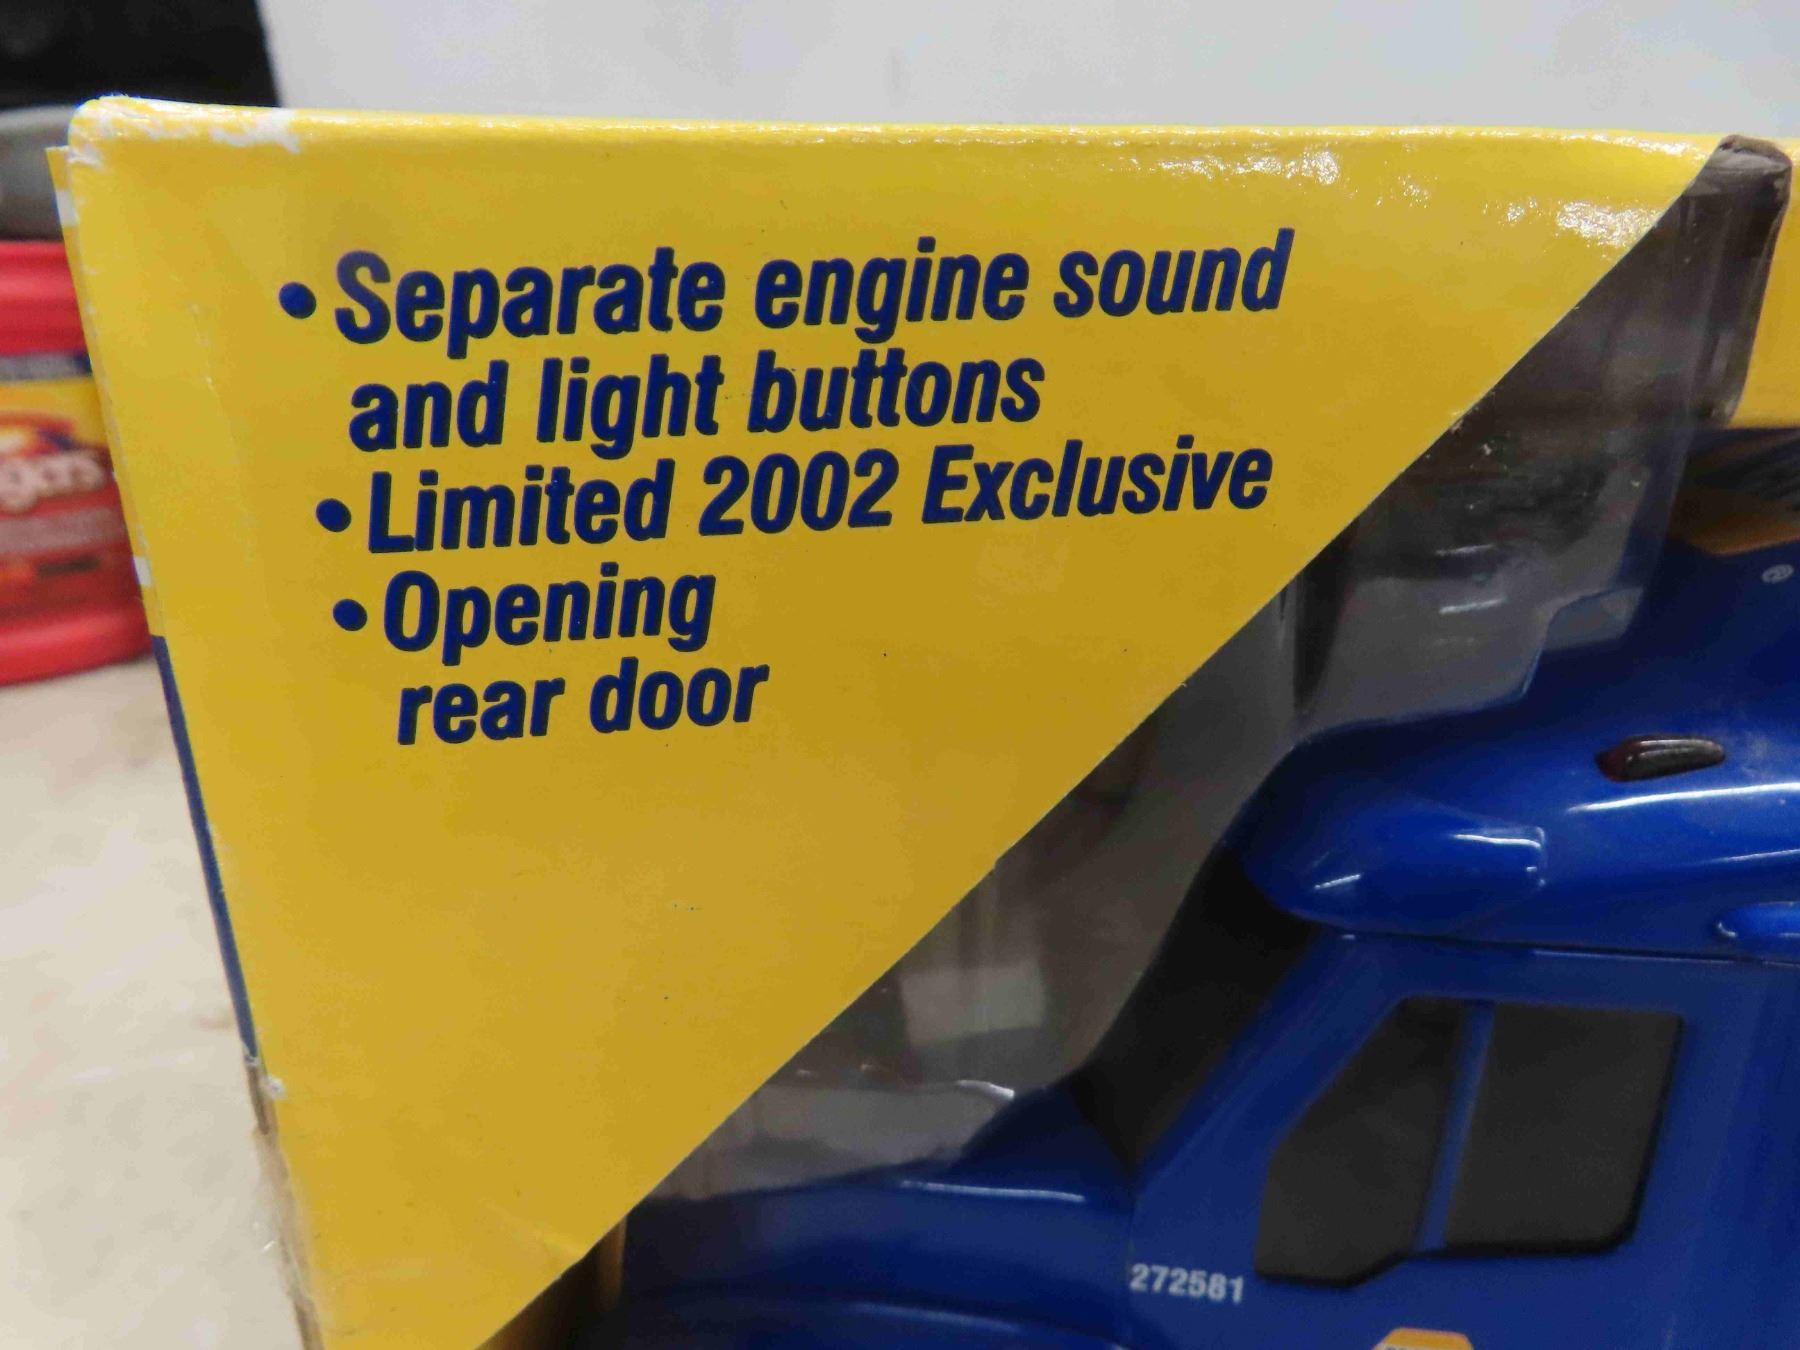 •Separate engine sound
and light buttons
•Limited 2002 Exclusive
•Opening
rear door
®
272581